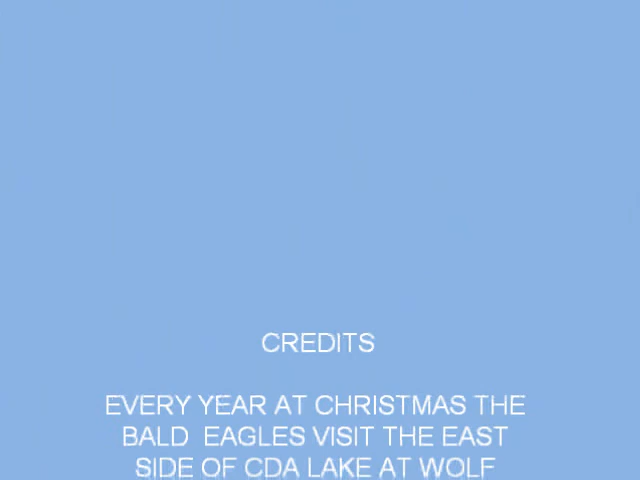 CREDITS
EVERY YEAR AT CHRISTMAS THE
BALD  EAGLES VISIT THE EAST
SIDE OF CDA LAKE AT WOLF